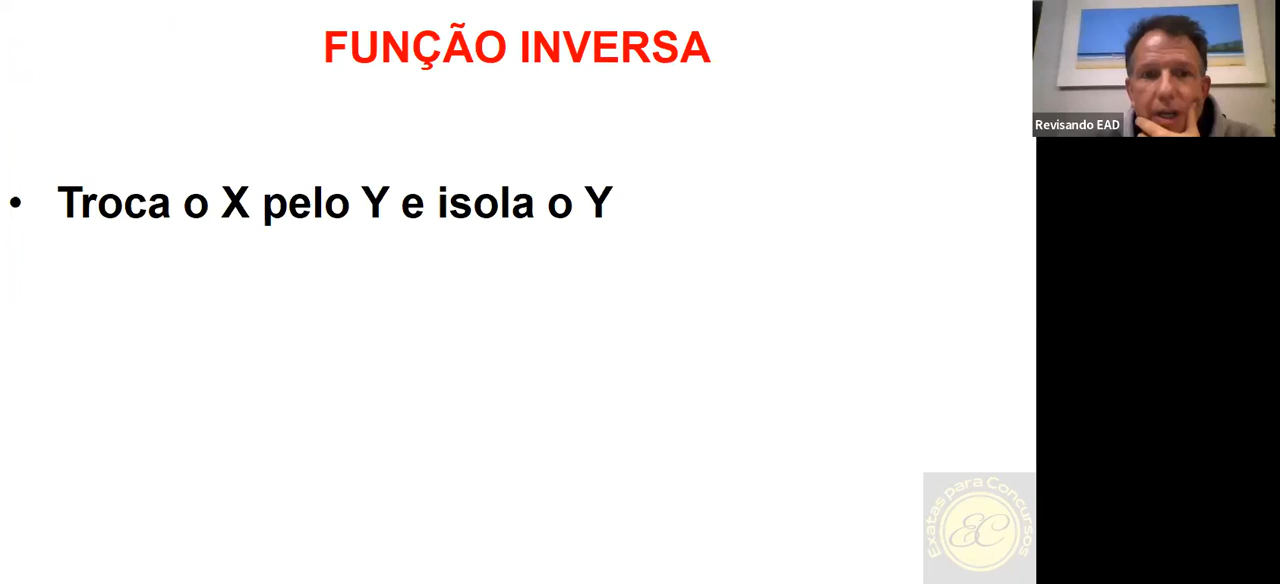 FUNÇÃO INVERSA
Revisando EAD
• Troca o X pelo Y e isola o Y
Exatas para Concursos
EC